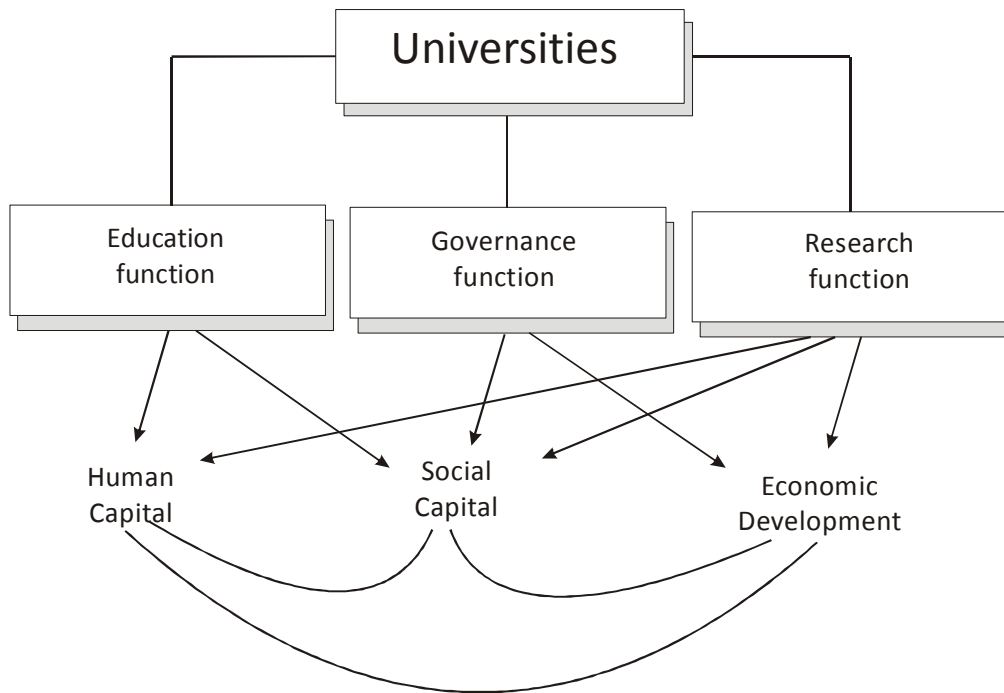 Universities
Education
function
Governance
function
Research
function
Human
Capital
Social
Capital
Economic
Development